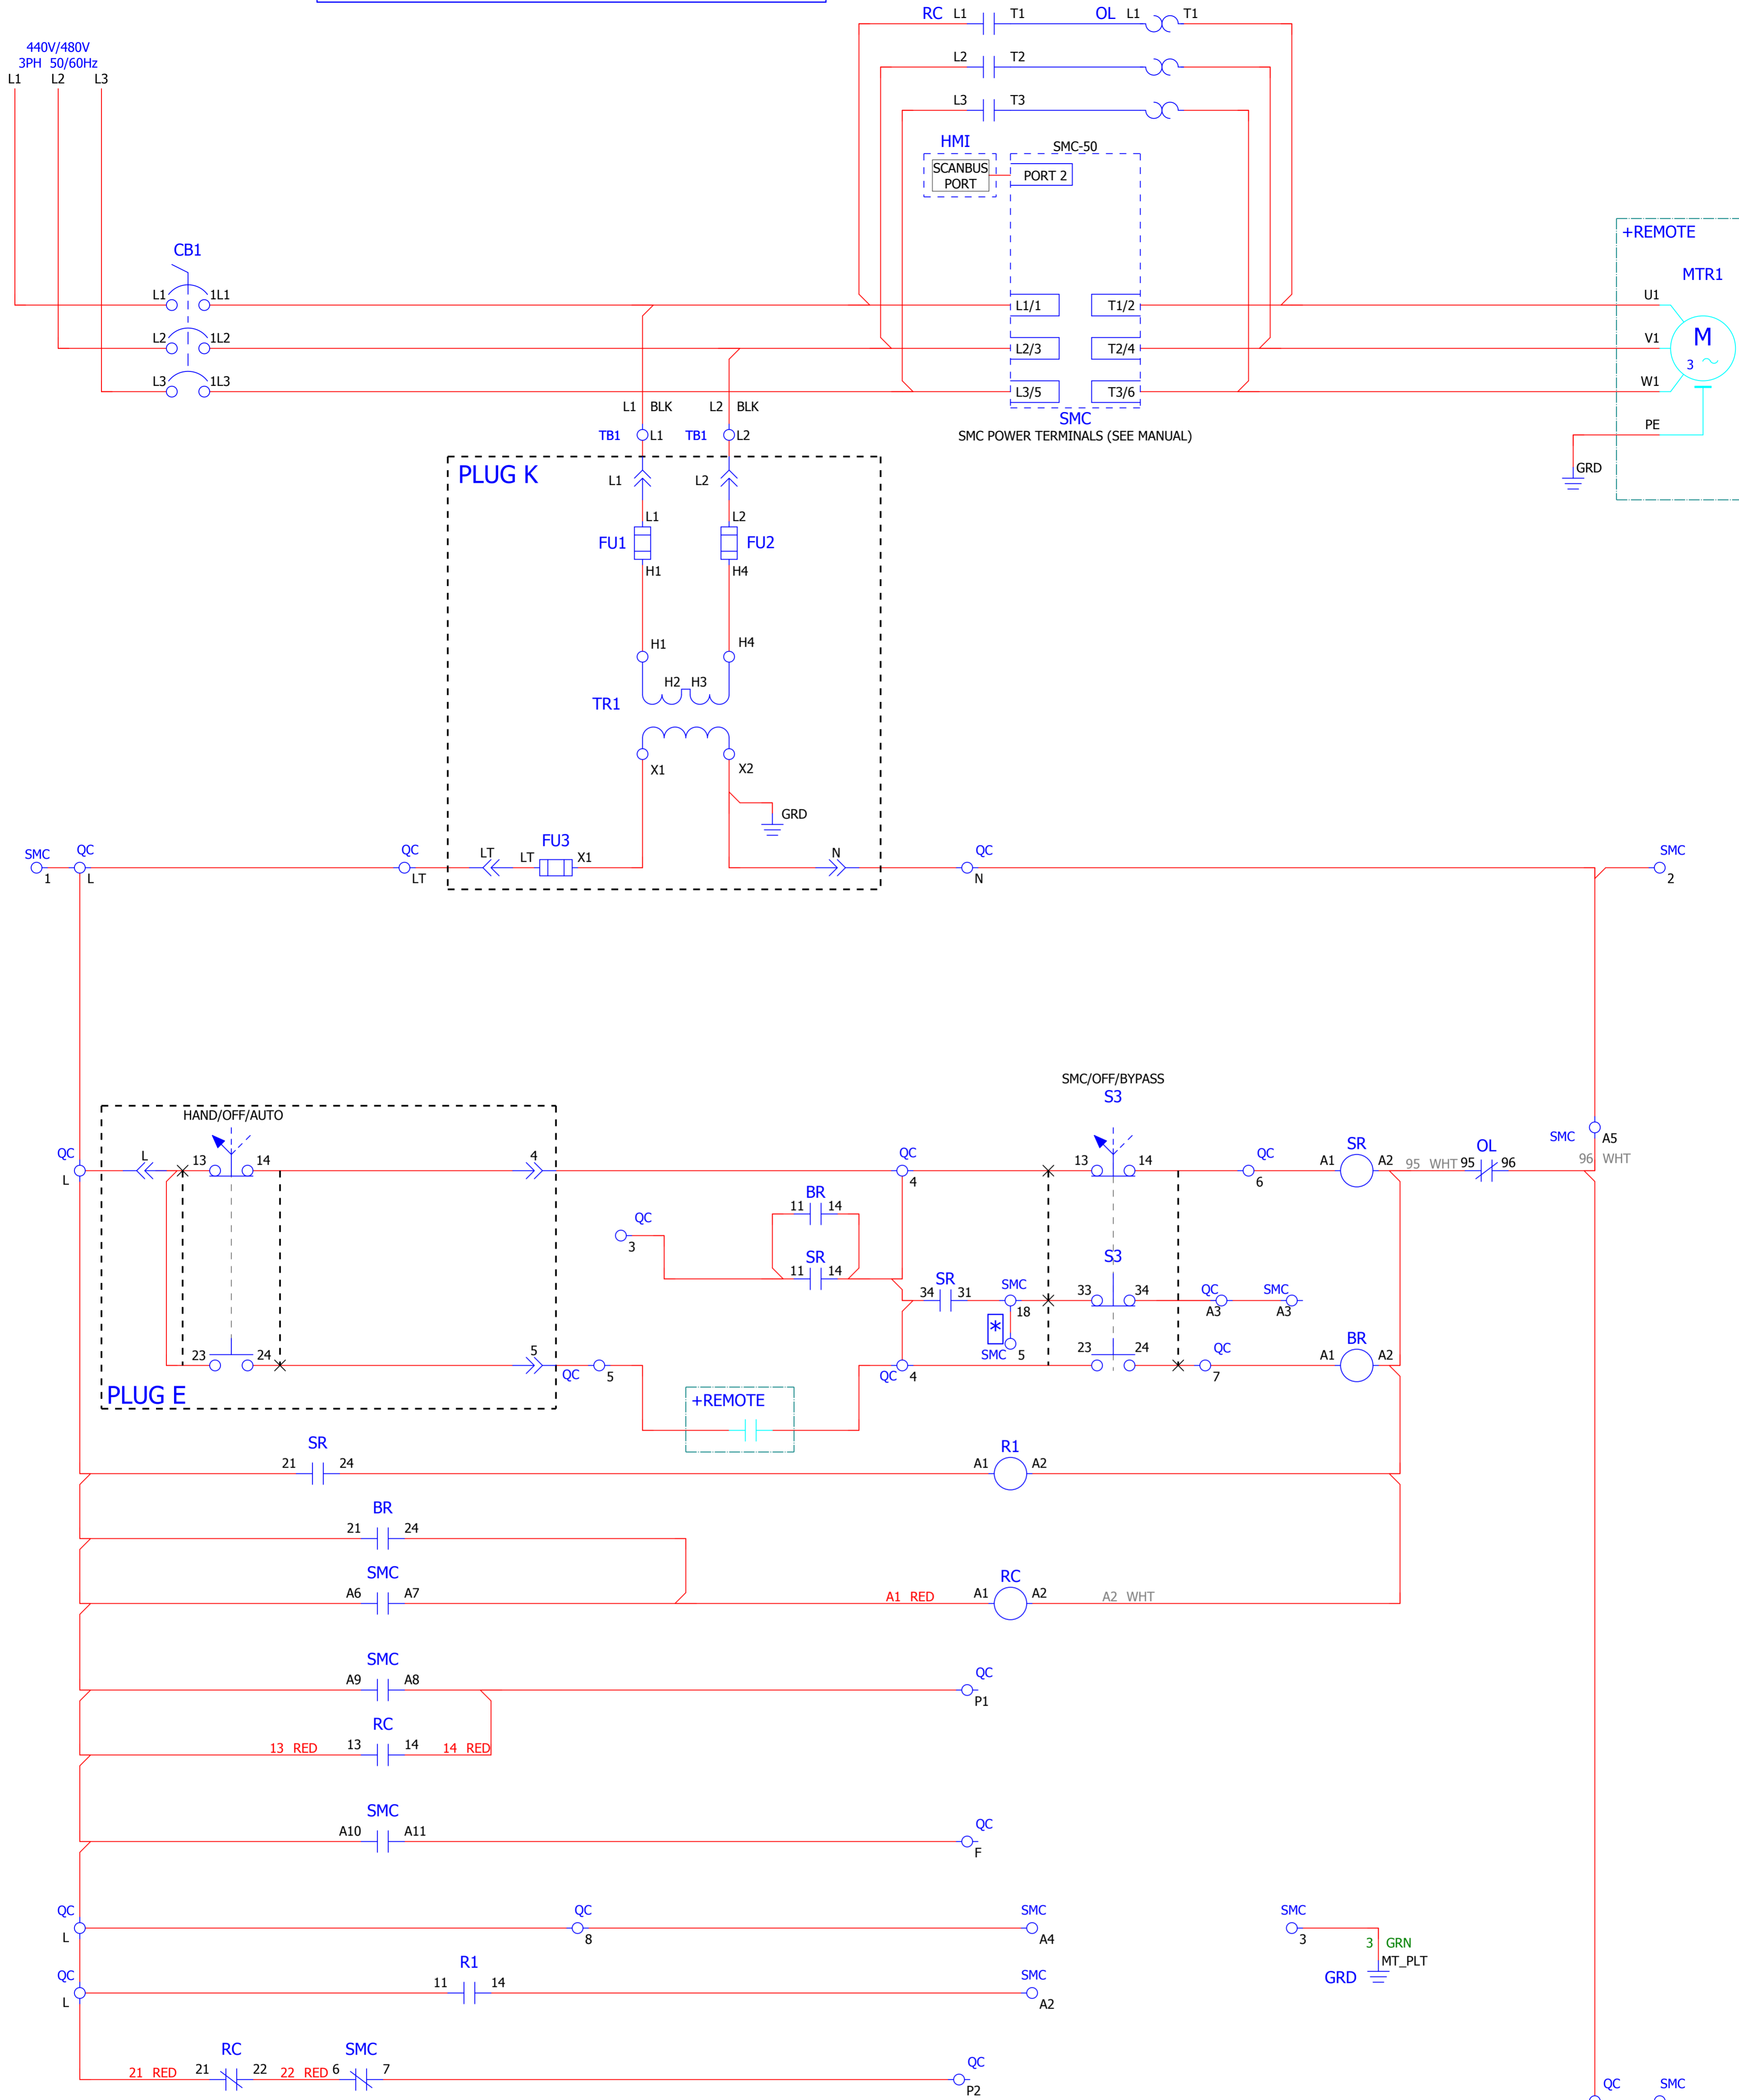 RC L1 T1 OL L1 T1
440V/480V
3PH 50/60Hz
L1 L2 L3
L2 T2
L3 T3
HMI
SMC-50
SCANBUS
PORT
PORT 2
+REMOTE
CB1
MTR1
L1 1L1
L1/1 T1/2
U1
L2 1L2
L2/3 T2/4
V1
M
3
L3 1L3
L3/5 T3/6
W1
L1 BLK L2 BLK
SMC
SMC POWER TERMINALS (SEE MANUAL)
PE
TB1 L1 TB1 L2
GRD
PLUG K
L1 L2
L1 L2
FU1 FU2
H1 H4
H1 H4
H2 H3
TR1
X1 X2
GRD
FU3
SMC QC QC LT LT X1 N QC SMC
1 L LT N 2
SMC/OFF/BYPASS
S3
HAND/OFF/AUTO
SMC A5
QC L 13 14 4 QC 13 14 QC SR OL
A1 A2 95 WHT 95 96 96 WHT
L 4 6
BR
11 14
QC
3
SR
11 14
S3
SR
34 31 SMC 33 34 QC SMC
18 A3 A3
*
SMC 5
BR
23 24 5 23 24 QC A1 A2
QC 5 QC 4 7
PLUG E
+REMOTE
SR R1
21 24 A1 A2
BR
21 24
SMC RC
A6 A7 A1 RED A1 A2 A2 WHT
SMC QC
A9 A8
P1
RC
13 RED 13 14 14 RED
SMC QC
A10 A11
F
QC QC SMC SMC
L 8 A4 3
3 GRN
MT_PLT
GRD
QC R1 SMC
11 14
L A2
RC SMC QC
21 RED 21 22 22 RED 6 7
P2
QC SMC